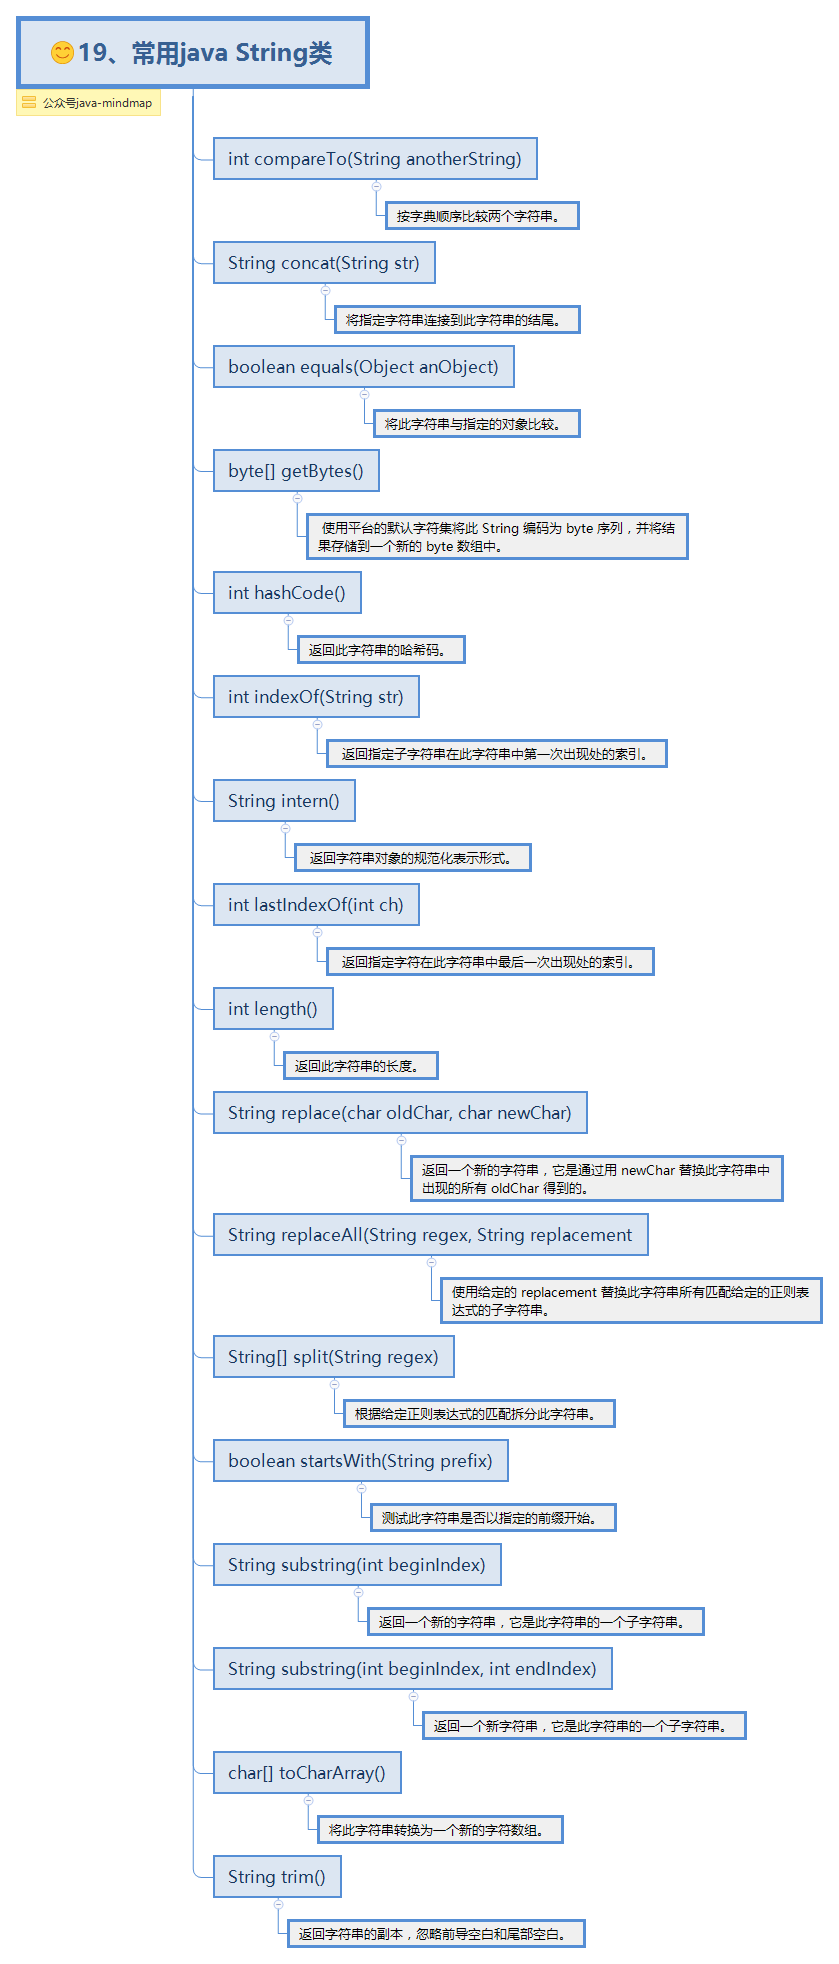 19、常用java String类
公众号java-mindmap
int compareTo(String anotherString)
按字典顺序比较两个字符串。
String concat(String str)
将指定字符串连接到此字符串的结尾。
boolean equals(Object anObject)
将此字符串与指定的对象比较。
byte[] getBytes()
使用平台的默认字符集将此 String 编码为 byte 序列，并将结
果存储到一个新的 byte 数组中。
int hashCode()
返回此字符串的哈希码。
int indexOf(String str)
返回指定子字符串在此字符串中第一次出现处的索引。
String intern()
返回字符串对象的规范化表示形式。
int lastIndexOf(int ch)
返回指定字符在此字符串中最后一次出现处的索引。
int length()
返回此字符串的长度。
String replace(char oldChar, char newChar)
返回一个新的字符串，它是通过用 newChar 替换此字符串中
出现的所有 oldChar 得到的。
String replaceAll(String regex, String replacement
使用给定的 replacement 替换此字符串所有匹配给定的正则表
达式的子字符串。
String[] split(String regex)
根据给定正则表达式的匹配拆分此字符串。
boolean startsWith(String prefix)
测试此字符串是否以指定的前缀开始。
String substring(int beginIndex)
返回一个新的字符串，它是此字符串的一个子字符串。
String substring(int beginIndex, int endIndex)
返回一个新字符串，它是此字符串的一个子字符串。
char[] toCharArray()
将此字符串转换为一个新的字符数组。
String trim()
返回字符串的副本，忽略前导空白和尾部空白。